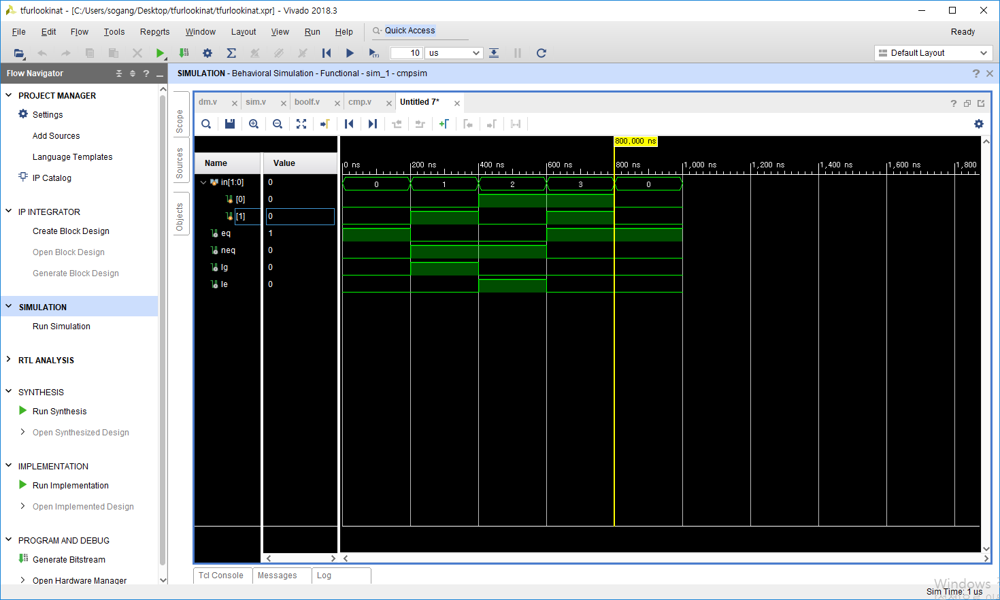 tfurlookinat - [C:/Users/sogang/Desktop/tfurlookinat/tfurlookinat.xpr] - Vivado 2018.3
File Edit Flow Tools Reports Window Layout View Run Help Quick Access Ready
10 us Default Layout
Flow Navigator
SIMULATION - Behavioral Simulation - Functional - sim_1 - cmpsim
PROJECT MANAGER
Settings
Add Sources
Language Templates
IP Catalog
IP INTEGRATOR
Create Block Design
Open Block Design
Generate Block Design
SIMULATION
Run Simulation
RTL ANALYSIS
SYNTHESIS
Run Synthesis
Open Synthesized Design
IMPLEMENTATION
Run Implementation
Open Implemented Design
PROGRAM AND DEBUG
Generate Bitstream
Open Hardware Manager
Scope
Sources
Objects
dm.v sim.v boolf.v cmp.v Untitled 7*
800,000 ns
Name Value
0 ns 200 ns 400 ns 600 ns 800 ns 1,000 ns 1,200 ns 1,400 ns 1,600 ns 1,800
in[1:0] 0 0 1 2 3 0
[0] 0
[1] 0
eq 1
neq 0
lg 0
le 0
Tcl Console Messages Log
Windows
Sim Time: 1 us